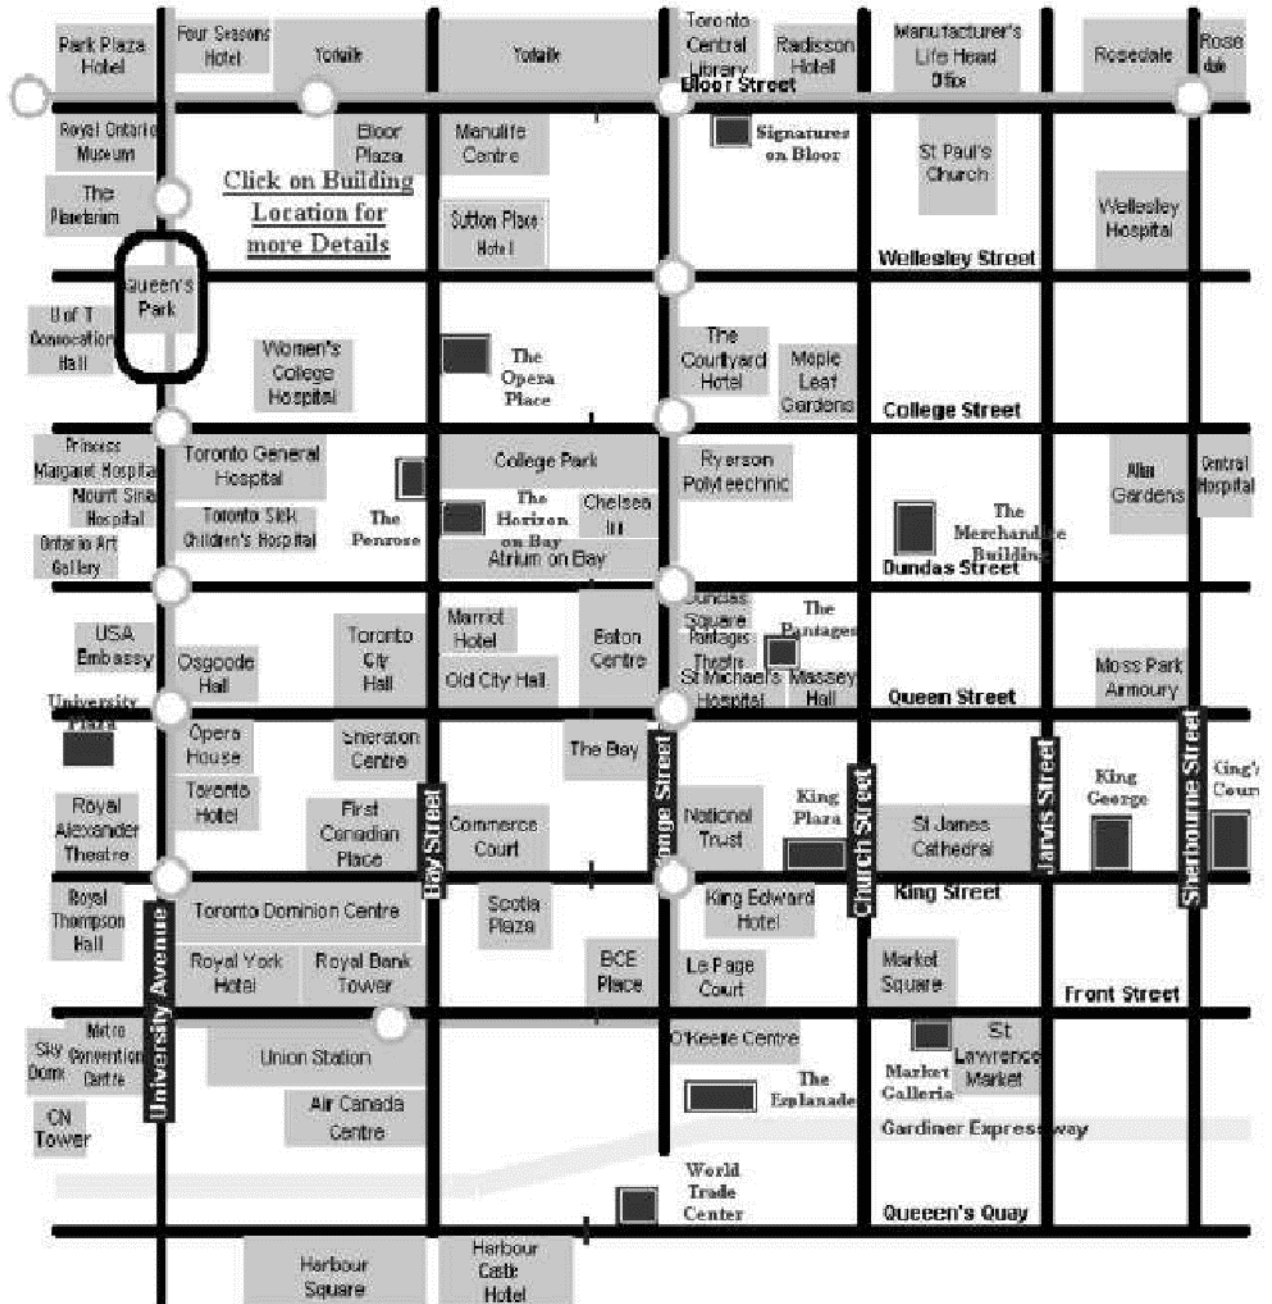 Park Plaza
Hotel
Four Seasons
Hotel
Yorkville
Yorkville
Toronto
Central
Library
Radisson
Hotel
Manufacturer's
Life Head
Office
Rosedale
Rose
dale
Bloor Street
Royal Ontario
Museum
Bloor
Plaza
Manulife
Centre
Signatures
on Bloor
St Paul's
Church
The
Planetarium
Click on Building
Location for
more Details
Sutton Place
Hotel
Wellesley
Hospital
Wellesley Street
Queen's
Park
U of T
Convocation
Hall
Women's
College
Hospital
The
Opera
Place
The
Courtyard
Hotel
Maple
Leaf
Gardens
College Street
Princess
Margaret Hospital
Mount Sinai
Hospital
Toronto General
Hospital
College Park
Ryerson
Polyteechnic
Allan
Gardens
Central
Hospital
Ontario Art
Gallery
Toronto Sick
Children's Hospital
The
Penrose
The
Horizon
on Bay
Chelsea
Inn
Atrium on Bay
The
Merchandice
Building
Dundas Street
USA
Embassy
Osgoode
Hall
Toronto
City
Hall
Marriot
Hotel
Old City Hall
Eaton
Centre
Dundas
Square
Pantages
Theatre
The
Pantages
St Michael's
Hospital
Massey
Hall
Moss Park
Armoury
Queen Street
University
Plaza
Opera
House
Sheraton
Centre
The Bay
Toronto
Hotel
Royal
Alexander
Theatre
First
Canadian
Place
Commerce
Court
National
Trust
King
Plaza
St James
Cathedral
King
George
Bay Street
Yonge Street
Church Street
Jarvis Street
Sherbourne Street
King Street
Royal
Thompson
Hall
Toronto Dominion Centre
Scotia
Plaza
King Edward
Hotel
University Avenue
Royal York
Hotel
Royal Bank
Tower
BCE
Place
Le Page
Court
Market
Square
Front Street
Sky
Dome
Metro
Convention
Centre
Union Station
O'Keefe Centre
St
Lawrence
Market
CN
Tower
Air Canada
Centre
The
Esplanade
Market
Galleria
Gardiner Expressway
World
Trade
Center
Queeen's Quay
Harbour
Square
Harbour
Castle
Hotel